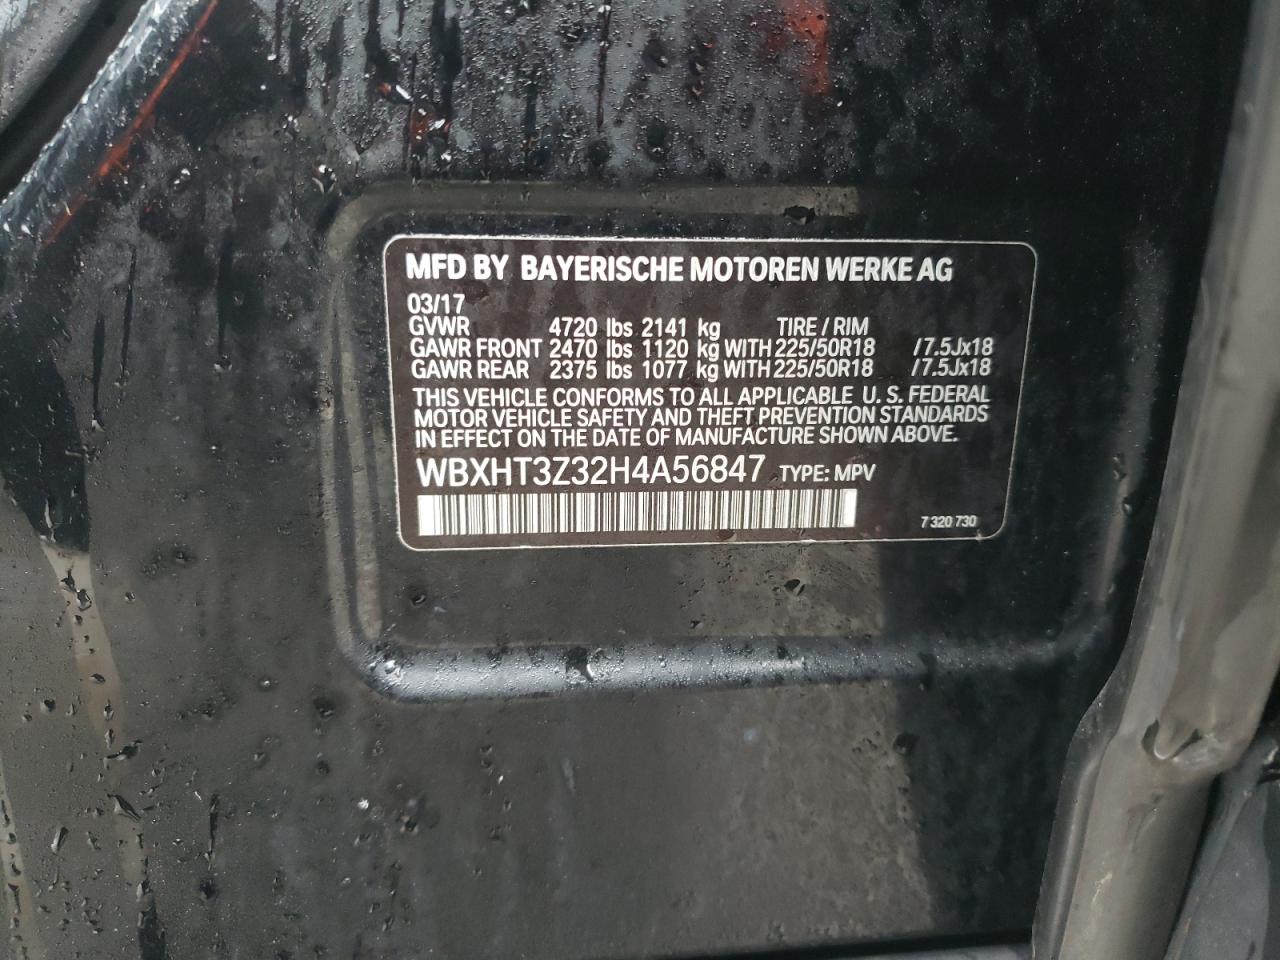 MFD BY BAYERISCHE MOTOREN WERKE AG
03/17
GVWR 4720 lbs 2141 kg TIRE / RIM
GAWR FRONT 2470 lbs 1120 kg WITH 225/50R18 /7.5Jx18
GAWR REAR 2375 lbs 1077 kg WITH 225/50R18 /7.5Jx18
THIS VEHICLE CONFORMS TO ALL APPLICABLE U. S. FEDERAL
MOTOR VEHICLE SAFETY AND THEFT PREVENTION STANDARDS
IN EFFECT ON THE DATE OF MANUFACTURE SHOWN ABOVE.
WBXHT3Z32H4A56847 TYPE: MPV
7 320 730